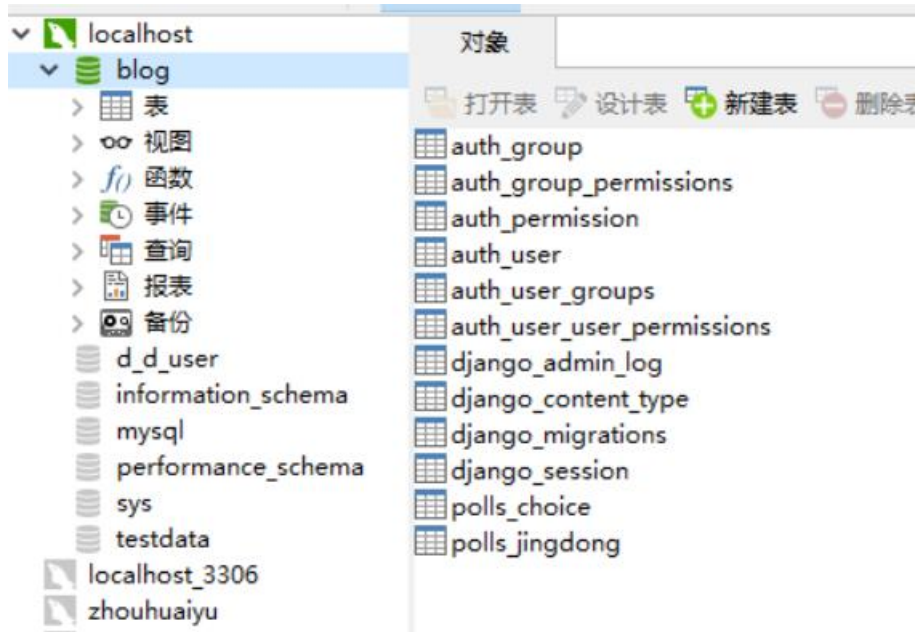 localhost
blog
表
视图
f()
函数
事件
查询
报表
备份
d_d_user
information_schema
mysql
performance_schema
sys
testdata
localhost_3306
zhouhuaiyu
对象
打开表 设计表 新建表 删除表
auth_group
auth_group_permissions
auth_permission
auth_user
auth_user_groups
auth_user_user_permissions
django_admin_log
django_content_type
django_migrations
django_session
polls_choice
polls_jingdong